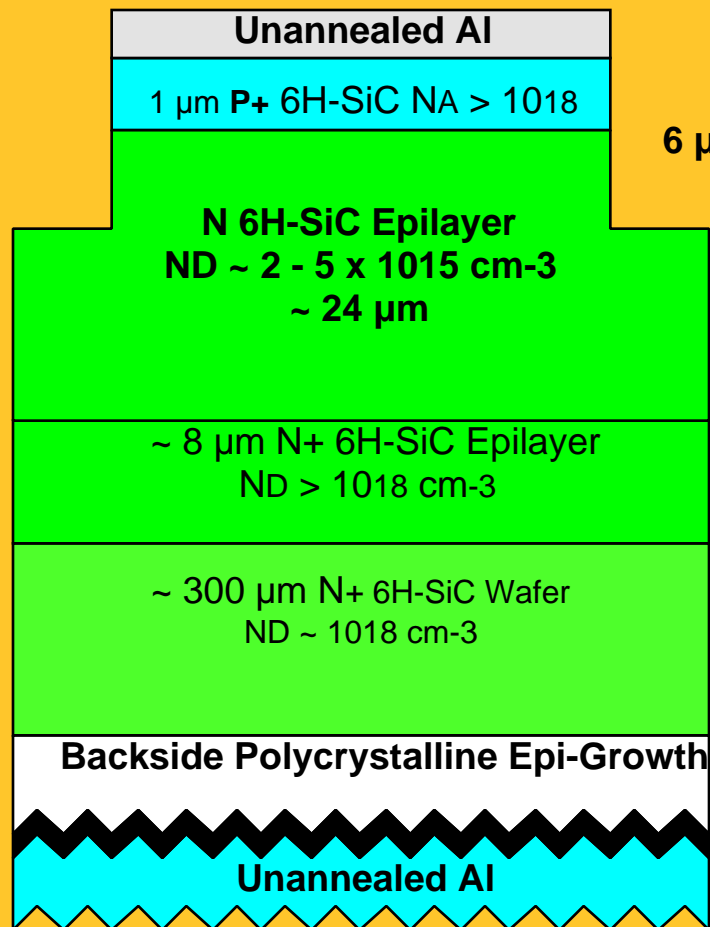 Unannealed Al
1 µm P+ 6H-SiC NA > 1018
6 µ
N 6H-SiC Epilayer
ND ~ 2 - 5 x 1015 cm-3
~ 24 µm
~ 8 µm N+ 6H-SiC Epilayer
ND > 1018 cm-3
~ 300 µm N+ 6H-SiC Wafer
ND ~ 1018 cm-3
Backside Polycrystalline Epi-Growth
Unannealed Al